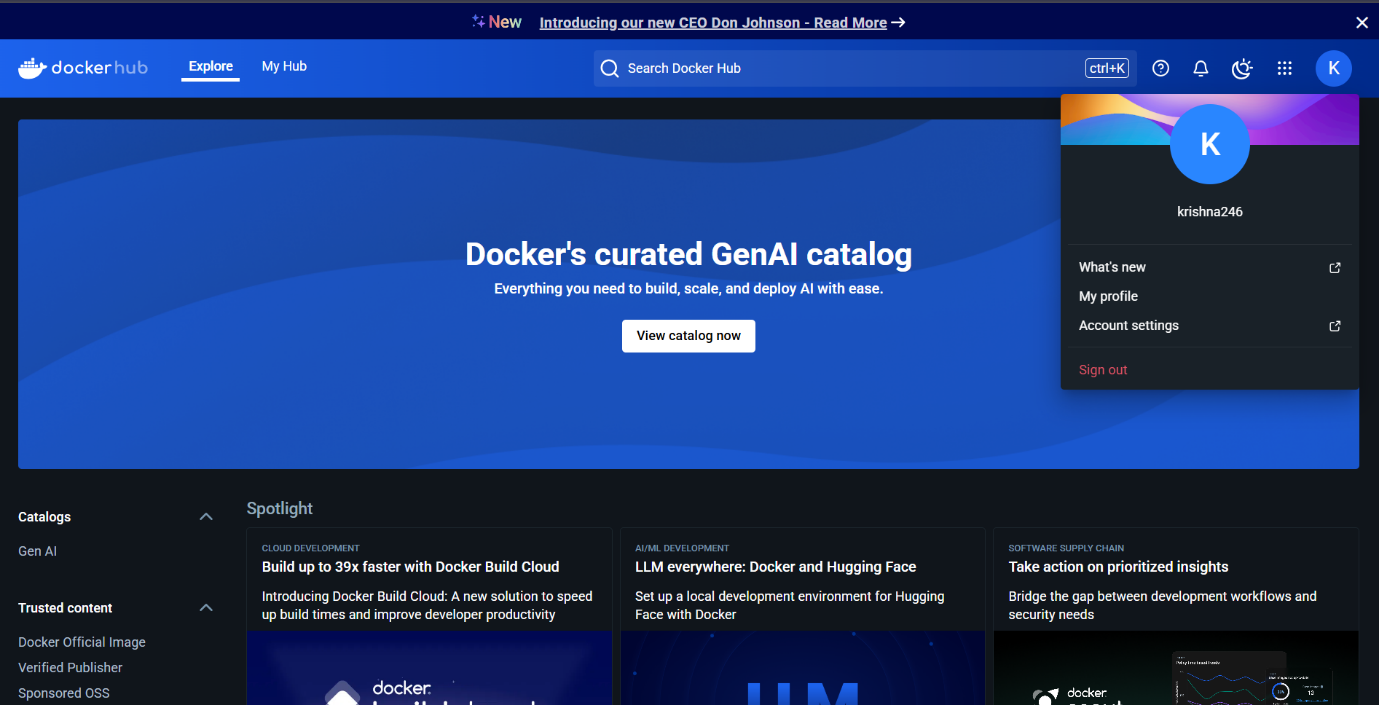 New Introducing our new CEO Don Johnson - Read More
dockerhub Explore My Hub Search Docker Hub ctrl+K K
K
krishna246
What's new
My profile
Account settings
Sign out
Docker's curated GenAI catalog
Everything you need to build, scale, and deploy AI with ease.
View catalog now
Catalogs
Gen AI
Trusted content
Docker Official Image
Verified Publisher
Sponsored OSS
Spotlight
CLOUD DEVELOPMENT
Build up to 39x faster with Docker Build Cloud
Introducing Docker Build Cloud: A new solution to speed
up build times and improve developer productivity
docker
AI/ML DEVELOPMENT
LLM everywhere: Docker and Hugging Face
Set up a local development environment for Hugging
Face with Docker
LLM
SOFTWARE SUPPLY CHAIN
Take action on prioritized insights
Bridge the gap between development workflows and
security needs
docker